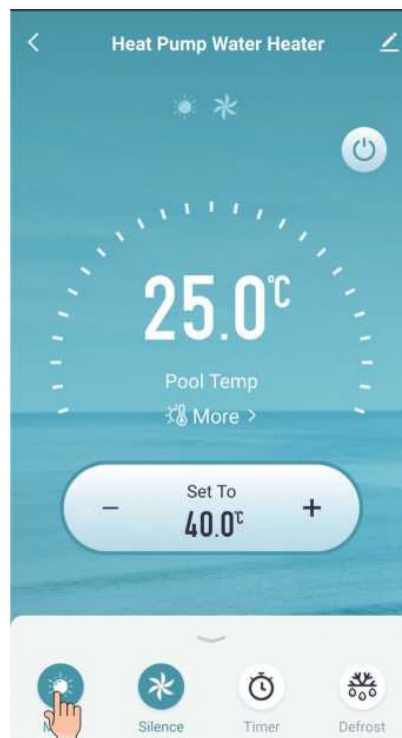 Heat Pump Water Heater
25.0°C
Pool Temp
More >
Set To
− 40.0°C +
Silence Timer Defrost